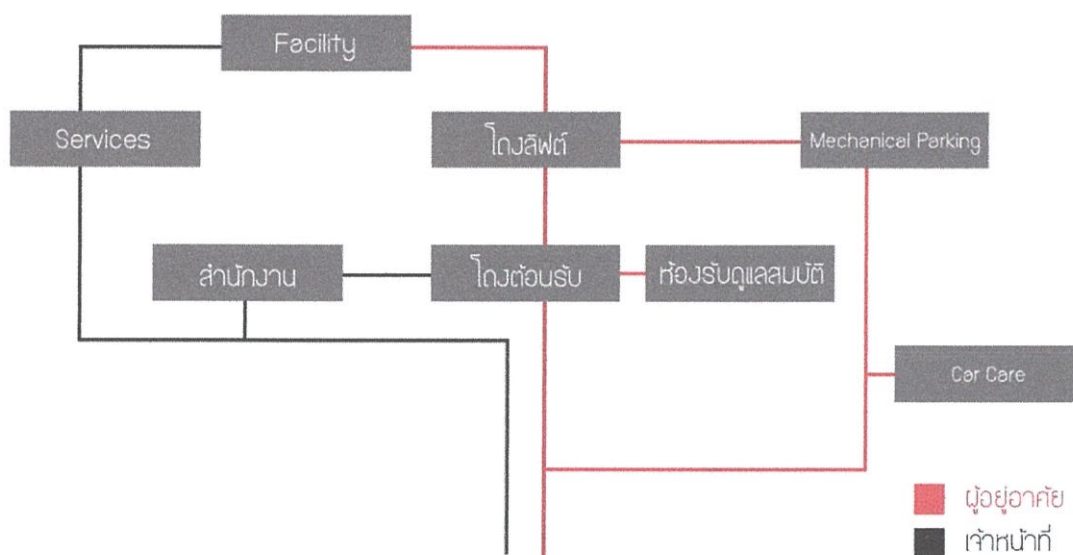 Facility
Services
โถงลิฟต์
Mechanical Parking
สำนักงาน
โถงต้อนรับ
ห้องรับดูแลสมบัติ
Car Care
ผู้อยู่อาศัย
เจ้าหน้าที่